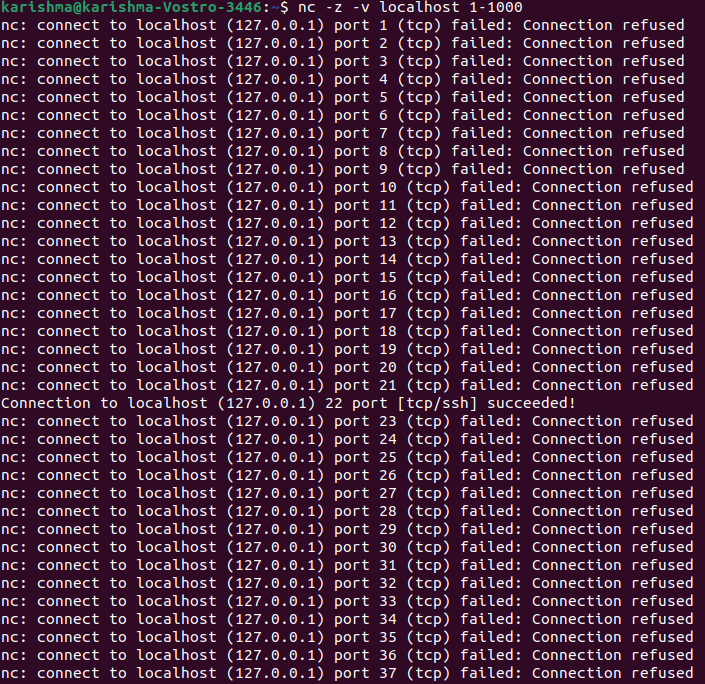 karishma@karishma-Vostro-3446:~$ nc -z -v localhost 1-1000
nc: connect to localhost (127.0.0.1) port 1 (tcp) failed: Connection refused
nc: connect to localhost (127.0.0.1) port 2 (tcp) failed: Connection refused
nc: connect to localhost (127.0.0.1) port 3 (tcp) failed: Connection refused
nc: connect to localhost (127.0.0.1) port 4 (tcp) failed: Connection refused
nc: connect to localhost (127.0.0.1) port 5 (tcp) failed: Connection refused
nc: connect to localhost (127.0.0.1) port 6 (tcp) failed: Connection refused
nc: connect to localhost (127.0.0.1) port 7 (tcp) failed: Connection refused
nc: connect to localhost (127.0.0.1) port 8 (tcp) failed: Connection refused
nc: connect to localhost (127.0.0.1) port 9 (tcp) failed: Connection refused
nc: connect to localhost (127.0.0.1) port 10 (tcp) failed: Connection refused
nc: connect to localhost (127.0.0.1) port 11 (tcp) failed: Connection refused
nc: connect to localhost (127.0.0.1) port 12 (tcp) failed: Connection refused
nc: connect to localhost (127.0.0.1) port 13 (tcp) failed: Connection refused
nc: connect to localhost (127.0.0.1) port 14 (tcp) failed: Connection refused
nc: connect to localhost (127.0.0.1) port 15 (tcp) failed: Connection refused
nc: connect to localhost (127.0.0.1) port 16 (tcp) failed: Connection refused
nc: connect to localhost (127.0.0.1) port 17 (tcp) failed: Connection refused
nc: connect to localhost (127.0.0.1) port 18 (tcp) failed: Connection refused
nc: connect to localhost (127.0.0.1) port 19 (tcp) failed: Connection refused
nc: connect to localhost (127.0.0.1) port 20 (tcp) failed: Connection refused
nc: connect to localhost (127.0.0.1) port 21 (tcp) failed: Connection refused
Connection to localhost (127.0.0.1) 22 port [tcp/ssh] succeeded!
nc: connect to localhost (127.0.0.1) port 23 (tcp) failed: Connection refused
nc: connect to localhost (127.0.0.1) port 24 (tcp) failed: Connection refused
nc: connect to localhost (127.0.0.1) port 25 (tcp) failed: Connection refused
nc: connect to localhost (127.0.0.1) port 26 (tcp) failed: Connection refused
nc: connect to localhost (127.0.0.1) port 27 (tcp) failed: Connection refused
nc: connect to localhost (127.0.0.1) port 28 (tcp) failed: Connection refused
nc: connect to localhost (127.0.0.1) port 29 (tcp) failed: Connection refused
nc: connect to localhost (127.0.0.1) port 30 (tcp) failed: Connection refused
nc: connect to localhost (127.0.0.1) port 31 (tcp) failed: Connection refused
nc: connect to localhost (127.0.0.1) port 32 (tcp) failed: Connection refused
nc: connect to localhost (127.0.0.1) port 33 (tcp) failed: Connection refused
nc: connect to localhost (127.0.0.1) port 34 (tcp) failed: Connection refused
nc: connect to localhost (127.0.0.1) port 35 (tcp) failed: Connection refused
nc: connect to localhost (127.0.0.1) port 36 (tcp) failed: Connection refused
nc: connect to localhost (127.0.0.1) port 37 (tcp) failed: Connection refused